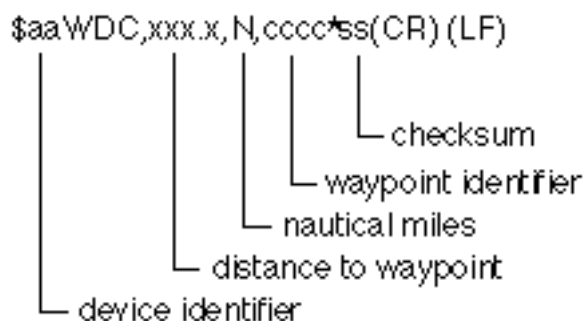 $aaWDC,xxx.x,N,cccc*ss(CR)(LF)
checksum
waypoint identifier
nautical miles
distance to waypoint
device identifier